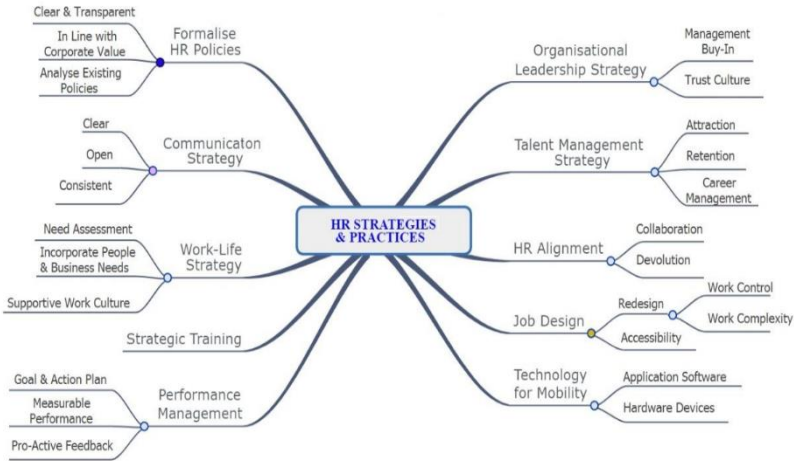 Clear & Transparent
In Line with
Corporate Value
Analyse Existing
Policies
Formalise
HR Policies
Clear
Open
Consistent
Communicaton
Strategy
Need Assessment
Incorporate People
& Business Needs
Supportive Work Culture
Work-Life
Strategy
Strategic Training
Goal & Action Plan
Measurable
Performance
Pro-Active Feedback
Performance
Management
HR STRATEGIES
& PRACTICES
Organisational
Leadership Strategy
Management
Buy-In
Trust Culture
Talent Management
Strategy
Attraction
Retention
Career
Management
HR Alignment
Collaboration
Devolution
Job Design
Redesign
Work Control
Work Complexity
Accessibility
Technology
for Mobility
Application Software
Hardware Devices